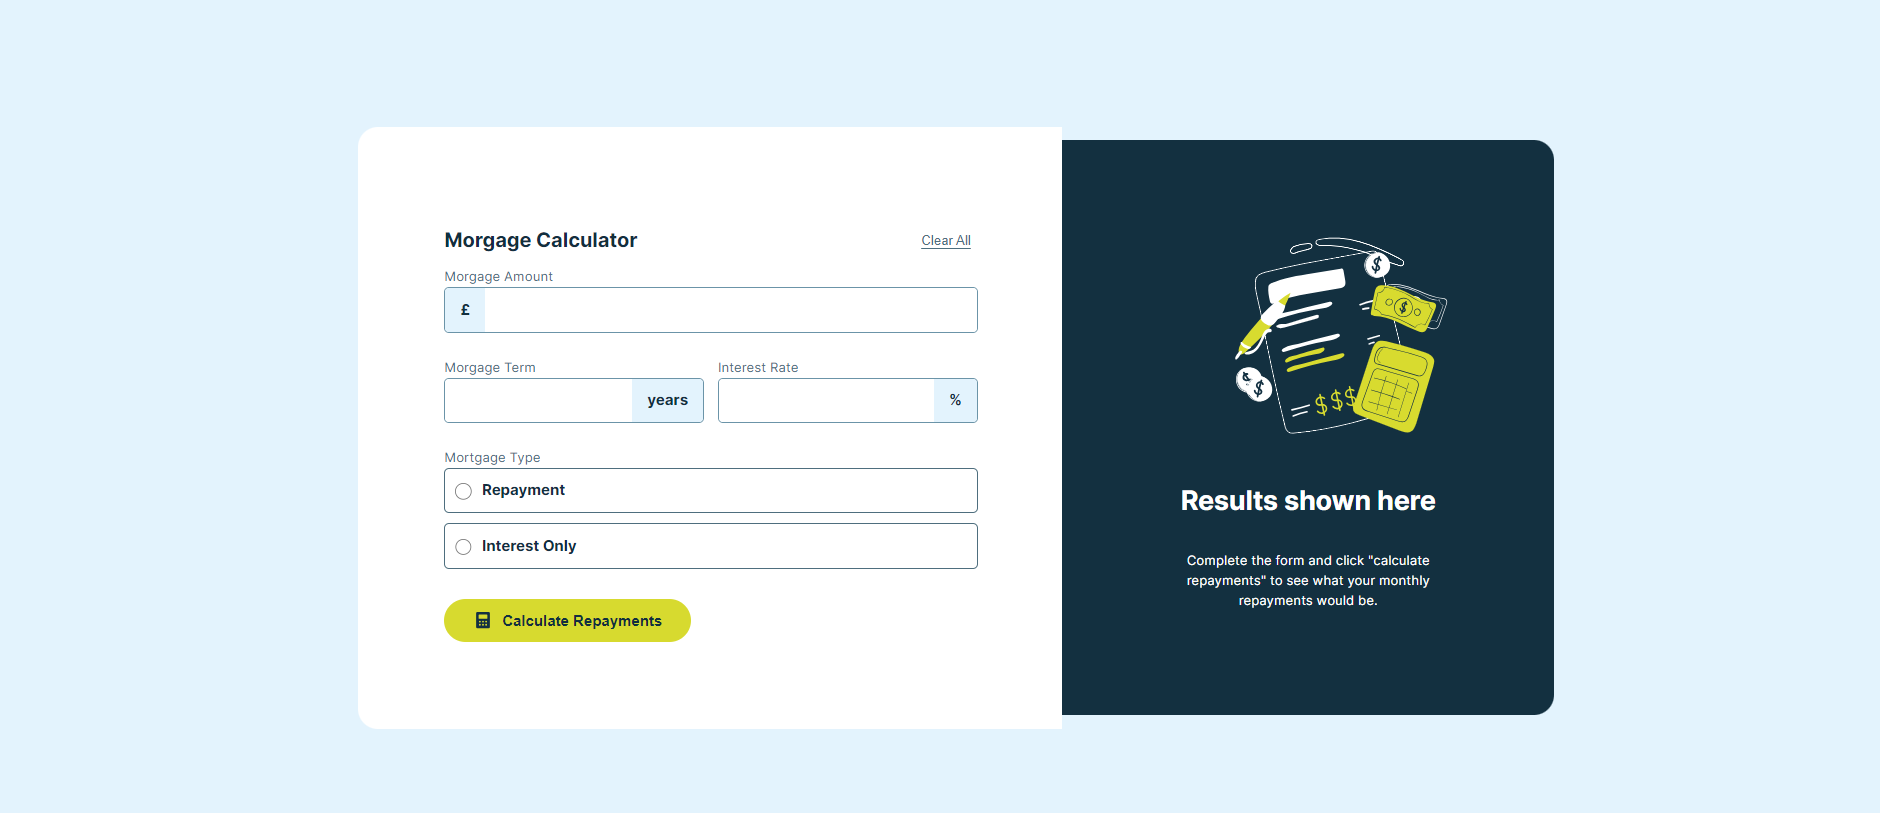 Morgage Calculator
Clear All
Morgage Amount
£
Morgage Term
Interest Rate
years
%
Mortgage Type
Repayment
Interest Only
Calculate Repayments
$
$
$
$
$$$
Results shown here
Complete the form and click "calculate
repayments" to see what your monthly
repayments would be.